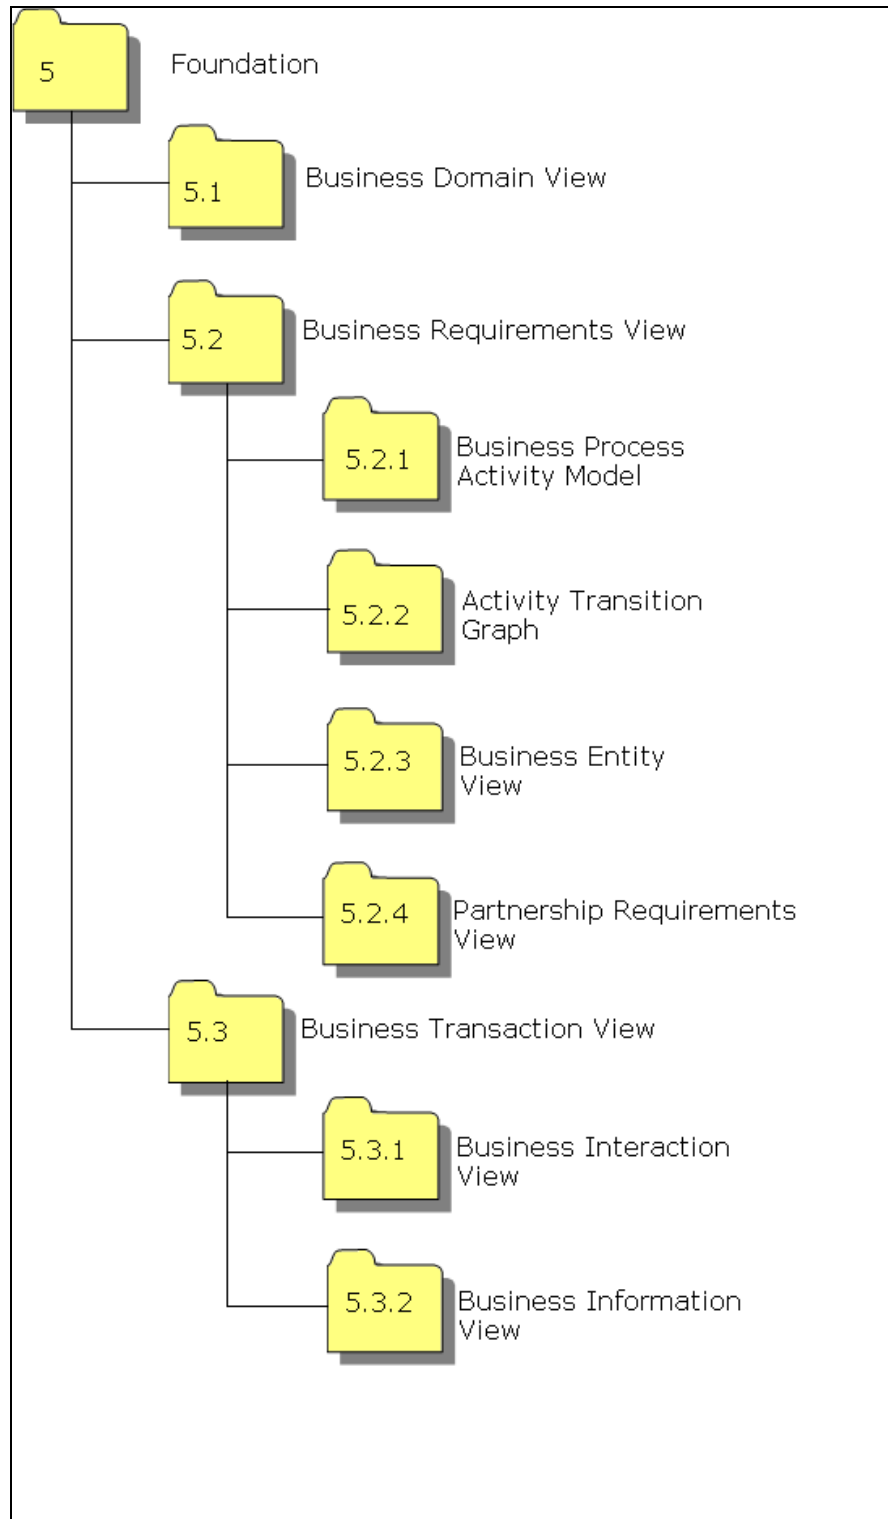 5
Foundation
5.1
Business Domain View
5.2
Business Requirements View
5.2.1
Business Process
Activity Model
5.2.2
Activity Transition
Graph
5.2.3
Business Entity
View
5.2.4
Partnership Requirements
View
5.3
Business Transaction View
5.3.1
Business Interaction
View
5.3.2
Business Information
View